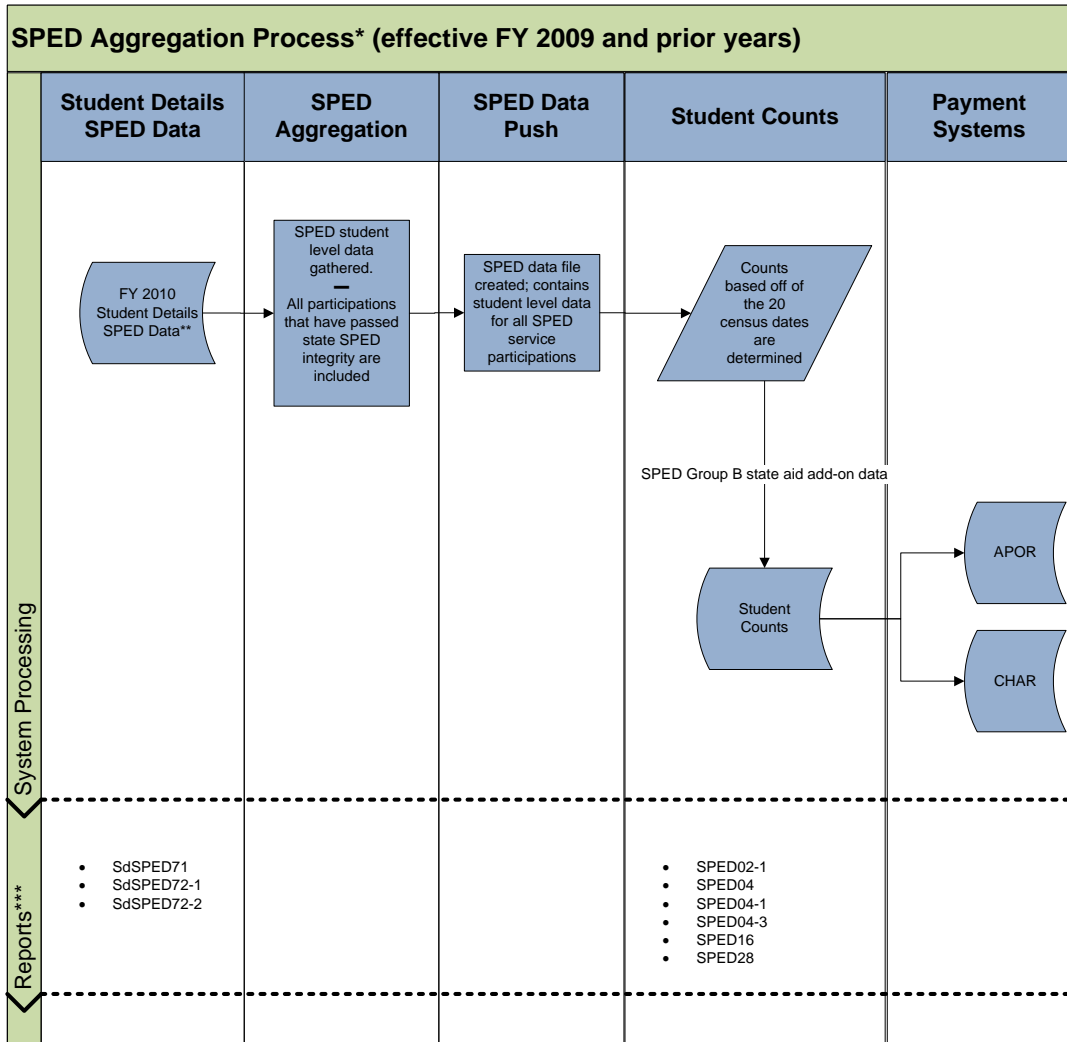 SPED Aggregation Process* (effective FY 2009 and prior years)
Student Details
SPED Data
SPED
Aggregation
SPED Data
Push
Student Counts
Payment
Systems
System Processing
FY 2010
Student Details
SPED Data**
SPED student
level data
gathered.
All participations
that have passed
state SPED
integrity are
included
SPED data file
created; contains
student level data
for all SPED
service
participations
Counts
based off of
the 20
census dates
are
determined
SPED Group B state aid add-on data
Student
Counts
APOR
CHAR
Reports***
• SdSPED71
• SdSPED72-1
• SdSPED72-2
• SPED02-1
• SPED04
• SPED04-1
• SPED04-3
• SPED16
• SPED28